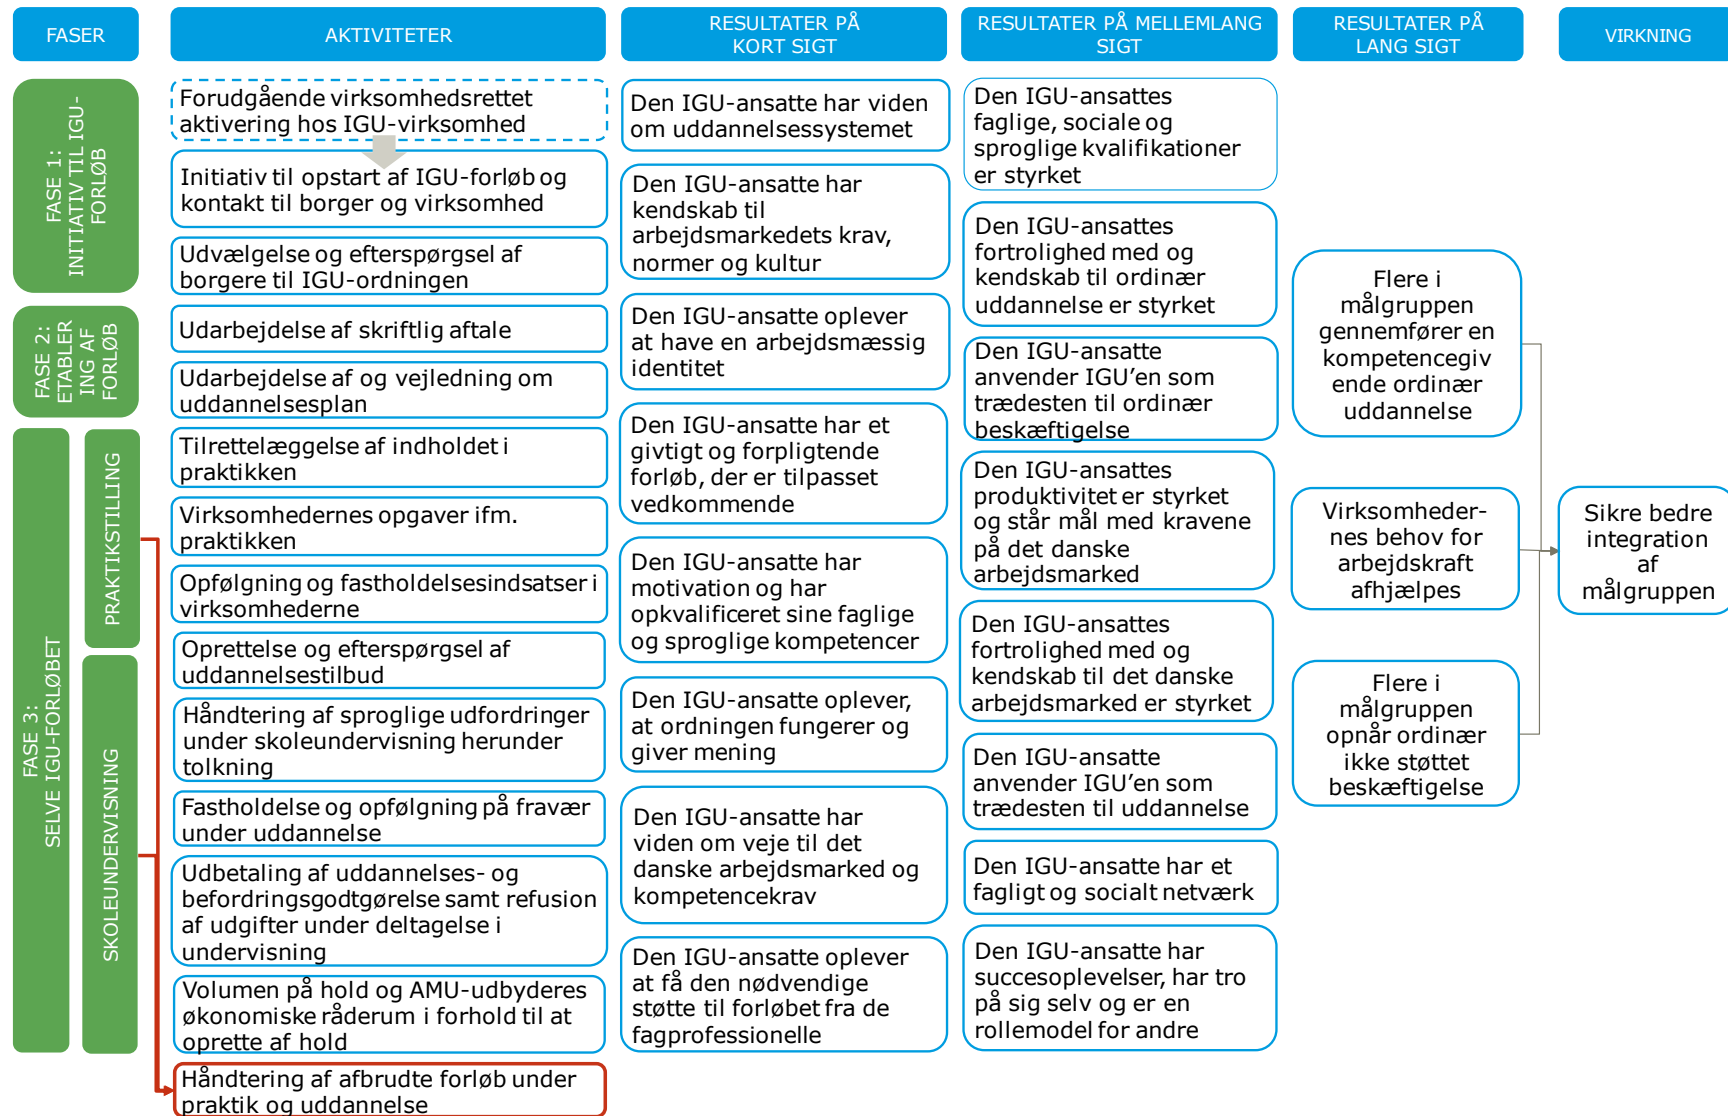 FASER
AKTIVITETER
RESULTATER PÅ
KORT SIGT
RESULTATER PÅ MELLEMLANG
SIGT
RESULTATER PÅ
LANG SIGT
VIRKNING
FASE 1:
INITIATIV TIL IGU-
FORLØB
FASE 2:
ETABLER
ING AF
FORLØB
FASE 3:
SELVE IGU-FORLØBET
PRAKTIKSTILLING
SKOLEUNDERVISNING
Forudgående virksomhedsrettet
aktivering hos IGU-virksomhed
Initiativ til opstart af IGU-forløb og
kontakt til borger og virksomhed
Udvælgelse og efterspørgsel af
borgere til IGU-ordningen
Udarbejdelse af skriftlig aftale
Udarbejdelse af og vejledning om
uddannelsesplan
Tilrettelæggelse af indholdet i
praktikken
Virksomhedernes opgaver ifm.
praktikken
Opfølgning og fastholdelsesindsatser i
virksomhederne
Oprettelse og efterspørgsel af
uddannelsestilbud
Håndtering af sproglige udfordringer
under skoleundervisning herunder
tolkning
Fastholdelse og opfølgning på fravær
under uddannelse
Udbetaling af uddannelses- og
befordringsgodtgørelse samt refusion
af udgifter under deltagelse i
undervisning
Volumen på hold og AMU-udbyderes
økonomiske råderum i forhold til at
oprette af hold
Håndtering af afbrudte forløb under
praktik og uddannelse
Den IGU-ansatte har viden
om uddannelsessystemet
Den IGU-ansatte har
kendskab til
arbejdsmarkedets krav,
normer og kultur
Den IGU-ansatte oplever
at have en arbejdsmæssig
identitet
Den IGU-ansatte har et
givtigt og forpligtende
forløb, der er tilpasset
vedkommende
Den IGU-ansatte har
motivation og har
opkvalificeret sine faglige
og sproglige kompetencer
Den IGU-ansatte oplever,
at ordningen fungerer og
giver mening
Den IGU-ansatte har
viden om veje til det
danske arbejdsmarked og
kompetencekrav
Den IGU-ansatte oplever
at få den nødvendige
støtte til forløbet fra de
fagprofessionelle
Den IGU-ansattes
faglige, sociale og
sproglige kvalifikationer
er styrket
Den IGU-ansattes
fortrolighed med og
kendskab til ordinær
uddannelse er styrket
Den IGU-ansatte
anvender IGU’en som
trædesten til ordinær
beskæftigelse
Den IGU-ansattes
produktivitet er styrket
og står mål med kravene
på det danske
arbejdsmarked
Den IGU-ansattes
fortrolighed med og
kendskab til det danske
arbejdsmarked er styrket
Den IGU-ansatte
anvender IGU’en som
trædesten til uddannelse
Den IGU-ansatte har et
fagligt og socialt netværk
Den IGU-ansatte har
succesoplevelser, har tro
på sig selv og er en
rollemodel for andre
Flere i
målgruppen
gennemfører en
kompetencegiv
ende ordinær
uddannelse
Virksomheder-
nes behov for
arbejdskraft
afhjælpes
Flere i
målgruppen
opnår ordinær
ikke støttet
beskæftigelse
Sikre bedre
integration
af
målgruppen